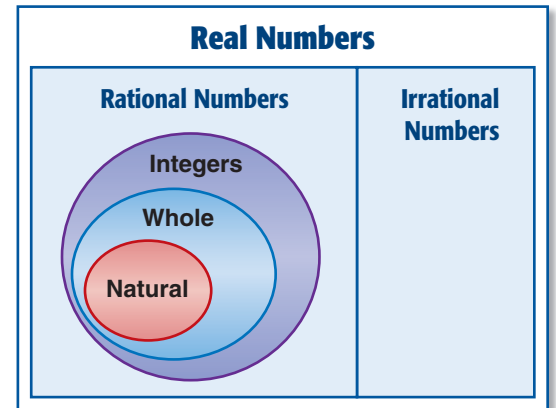 Real Numbers
Rational Numbers
Irrational
Numbers
Integers
Whole
Natural